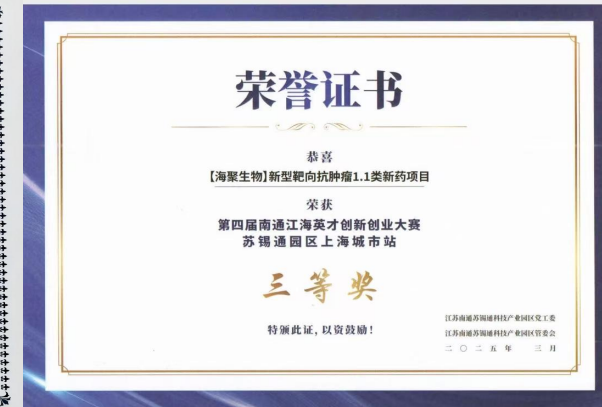 荣誉证书
恭喜
【海聚生物】新型靶向抗肿瘤1.1类新药项目
荣获
第四届南通江海英才创新创业大赛
苏锡通园区上海城市站
三等奖
特颁此证，以资鼓励！
江苏南通苏锡通科技产业园区党工委
江苏南通苏锡通科技产业园区管委会
二〇二五年 三月